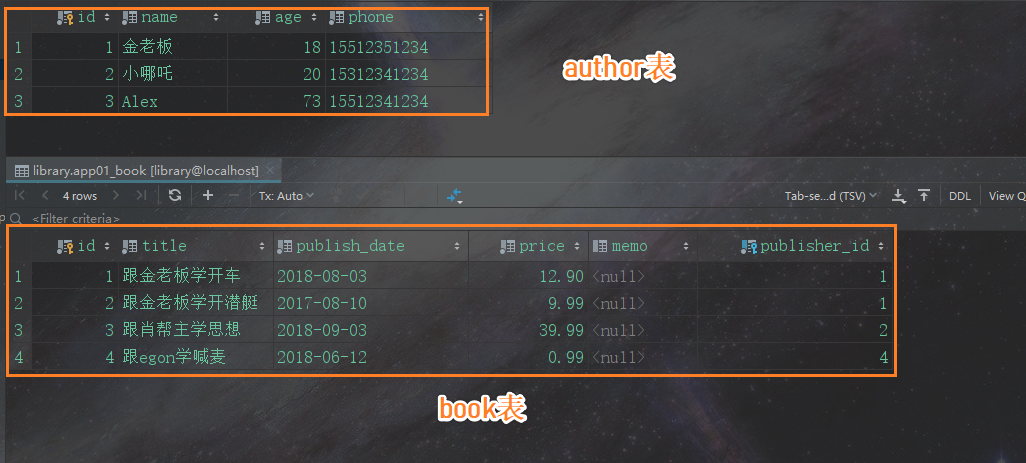 id name age phone
1 1 金老板 18 15512351234
2 2 小哪吒 20 15312341234
3 3 Alex 73 15512341234
author表
library.app01_book [library@localhost]
4 rows Tx: Auto Tab-se...d (TSV) DDL View Q
<Filter criteria>
id title publish_date price memo publisher_id
1 1 跟金老板学开车 2018-08-03 12.90 <null> 1
2 2 跟金老板学开潜艇 2017-08-10 9.99 <null> 1
3 3 跟肖帮主学思想 2018-09-03 39.99 <null> 2
4 4 跟egon学喊麦 2018-06-12 0.99 <null> 4
book表